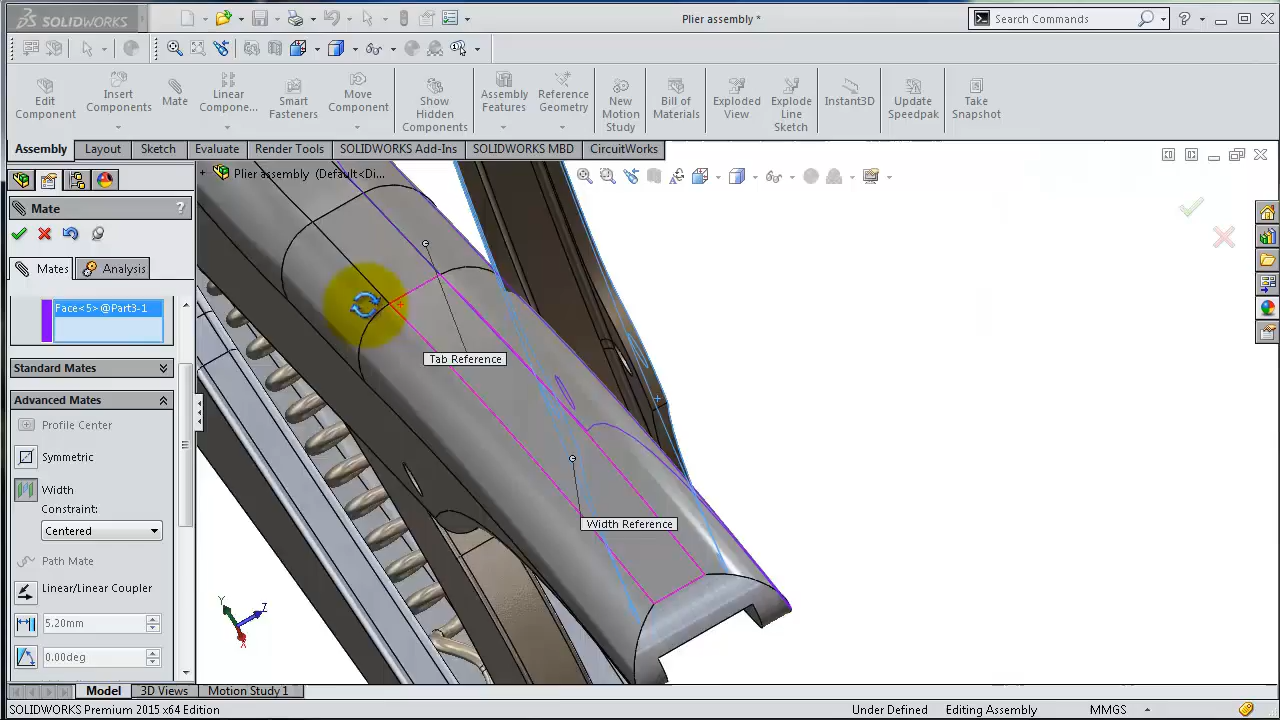 SOLIDWORKS
Plier assembly *
Search Commands
Edit Component
Insert Components
Mate
Linear Compone...
Smart Fasteners
Move Component
Show Hidden Components
Assembly Features
Reference Geometry
New Motion Study
Bill of Materials
Exploded View
Explode Line Sketch
Instant3D
Update Speedpak
Take Snapshot
Assembly
Layout
Sketch
Evaluate
Render Tools
SOLIDWORKS Add-Ins
SOLIDWORKS MBD
CircuitWorks
Plier assembly (Default<Di...
Mate
?
Mates
Analysis
Face<5>@Part3-1
Standard Mates
Advanced Mates
Profile Center
Symmetric
Width
Constraint:
Centered
Path Mate
Linear/Linear Coupler
5.20mm
0.00deg
Tab Reference
Width Reference
Y
Z
X
Model
3D Views
Motion Study 1
SOLIDWORKS Premium 2015 x64 Edition
Under Defined
Editing Assembly
MMGS